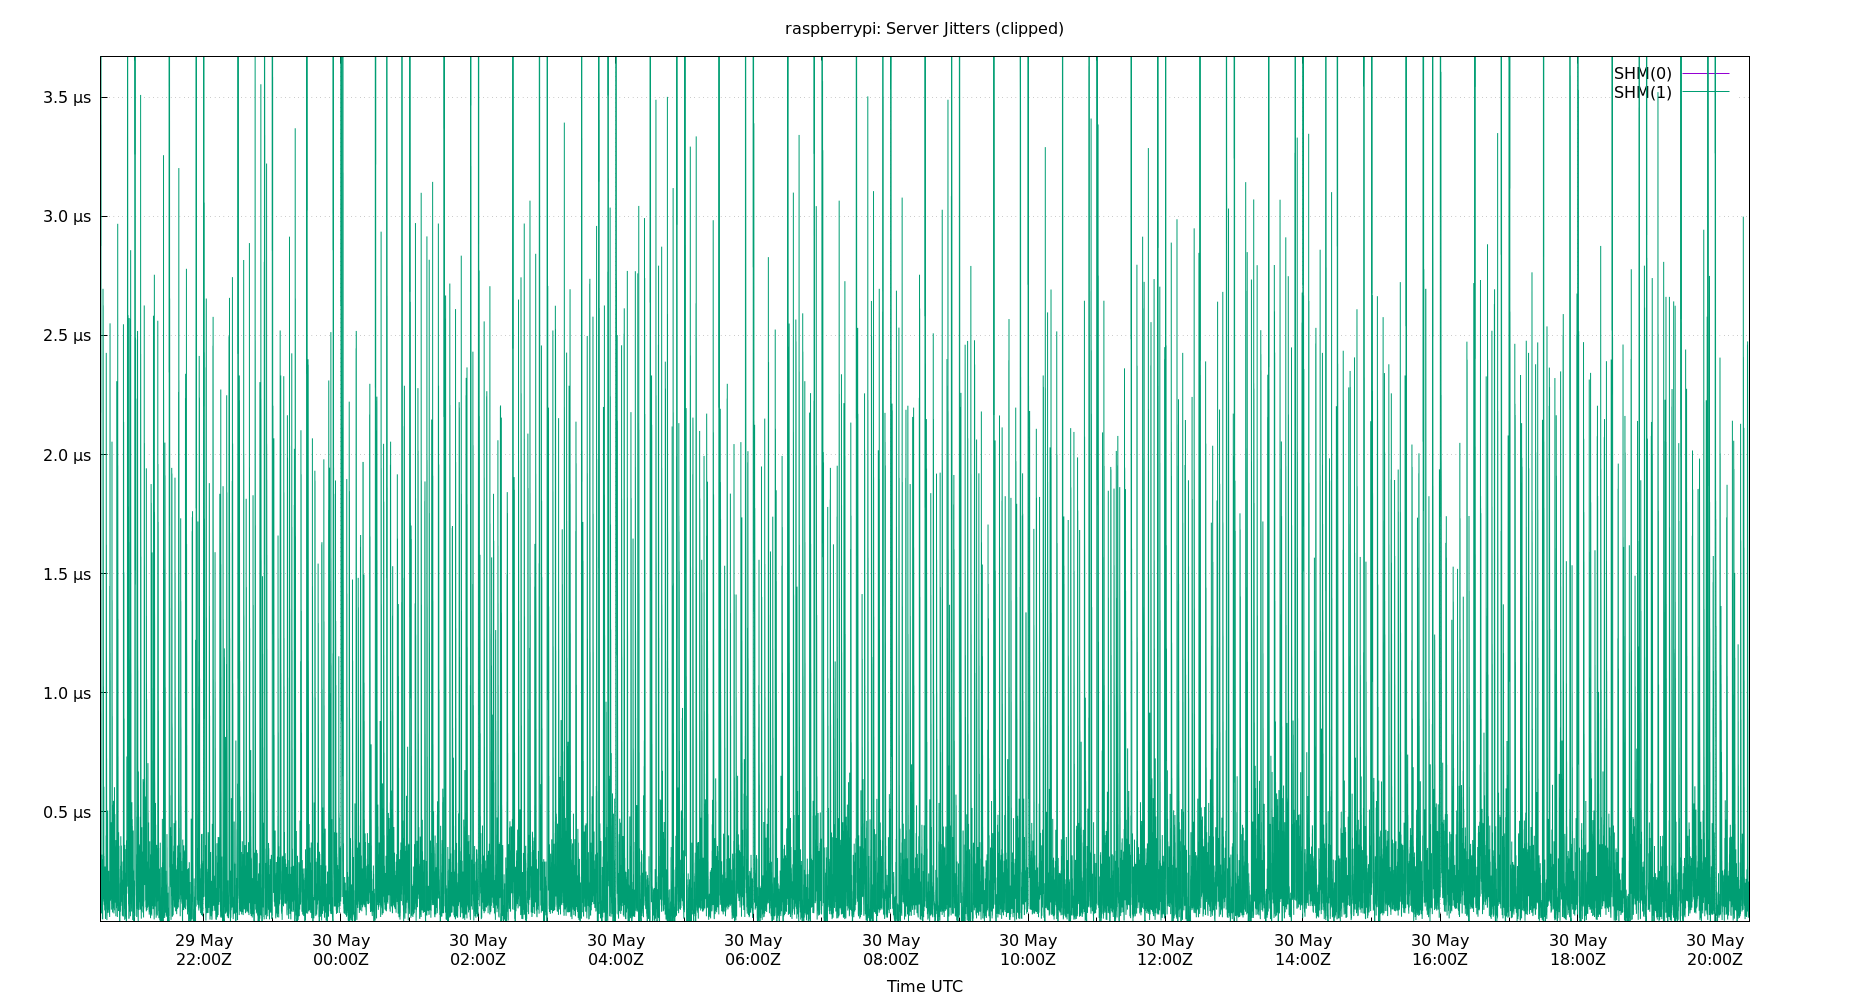 raspberrypi: Server Jitters (clipped)
SHM(0)
SHM(1)
3.5 µs
3.0 µs
2.5 µs
2.0 µs
1.5 µs
1.0 µs
0.5 µs
29 May 30 May 30 May 30 May 30 May 30 May 30 May 30 May 30 May 30 May 30 May 30 May
22:00Z 00:00Z 02:00Z 04:00Z 06:00Z 08:00Z 10:00Z 12:00Z 14:00Z 16:00Z 18:00Z 20:00Z
Time UTC